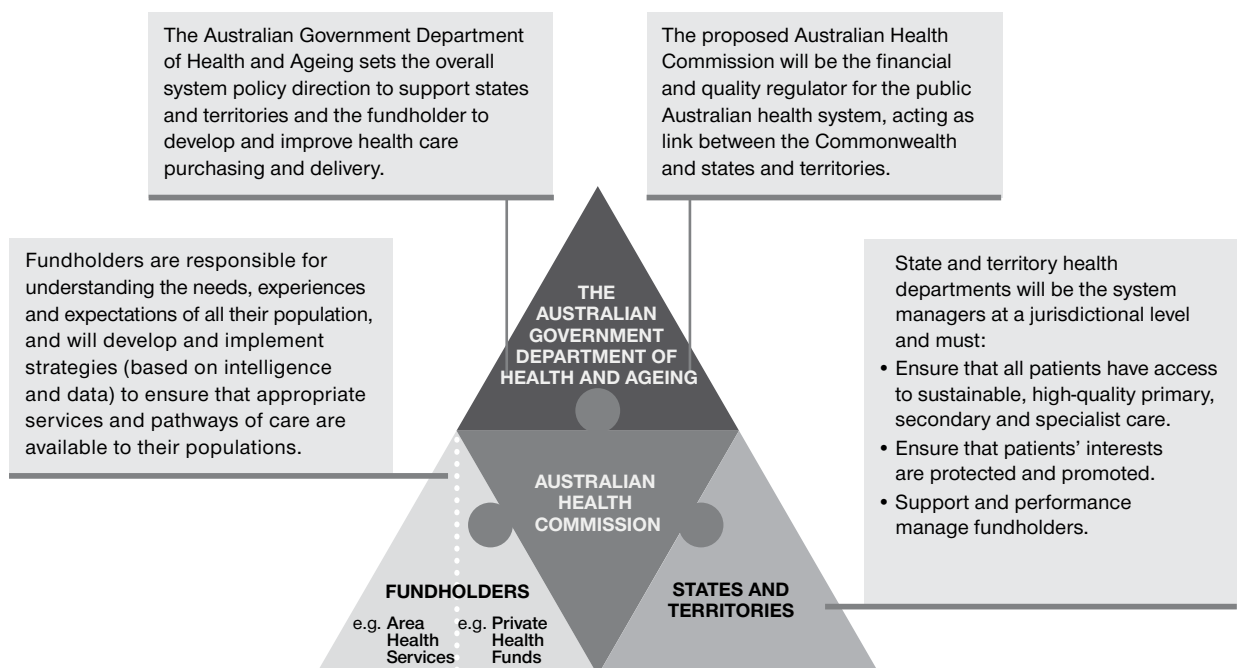 The Australian Government Department
of Health and Ageing sets the overall
system policy direction to support states
and territories and the fundholder to
develop and improve health care
purchasing and delivery.
The proposed Australian Health
Commission will be the financial
and quality regulator for the public
Australian health system, acting as
link between the Commonwealth
and states and territories.
Fundholders are responsible for
understanding the needs, experiences
and expectations of all their population,
and will develop and implement
strategies (based on intelligence
and data) to ensure that appropriate
services and pathways of care are
available to their populations.
THE
AUSTRALIAN
GOVERNMENT
DEPARTMENT OF
HEALTH AND AGEING
State and territory health
departments will be the system
managers at a jurisdictional level
and must:
• Ensure that all patients have access
to sustainable, high-quality primary,
secondary and specialist care.
• Ensure that patients’ interests
are protected and promoted.
• Support and performance
manage fundholders.
AUSTRALIAN
HEALTH
COMMISSION
FUNDHOLDERS
e.g. Area
Health
Services
e.g. Private
Health
Funds
STATES AND
TERRITORIES